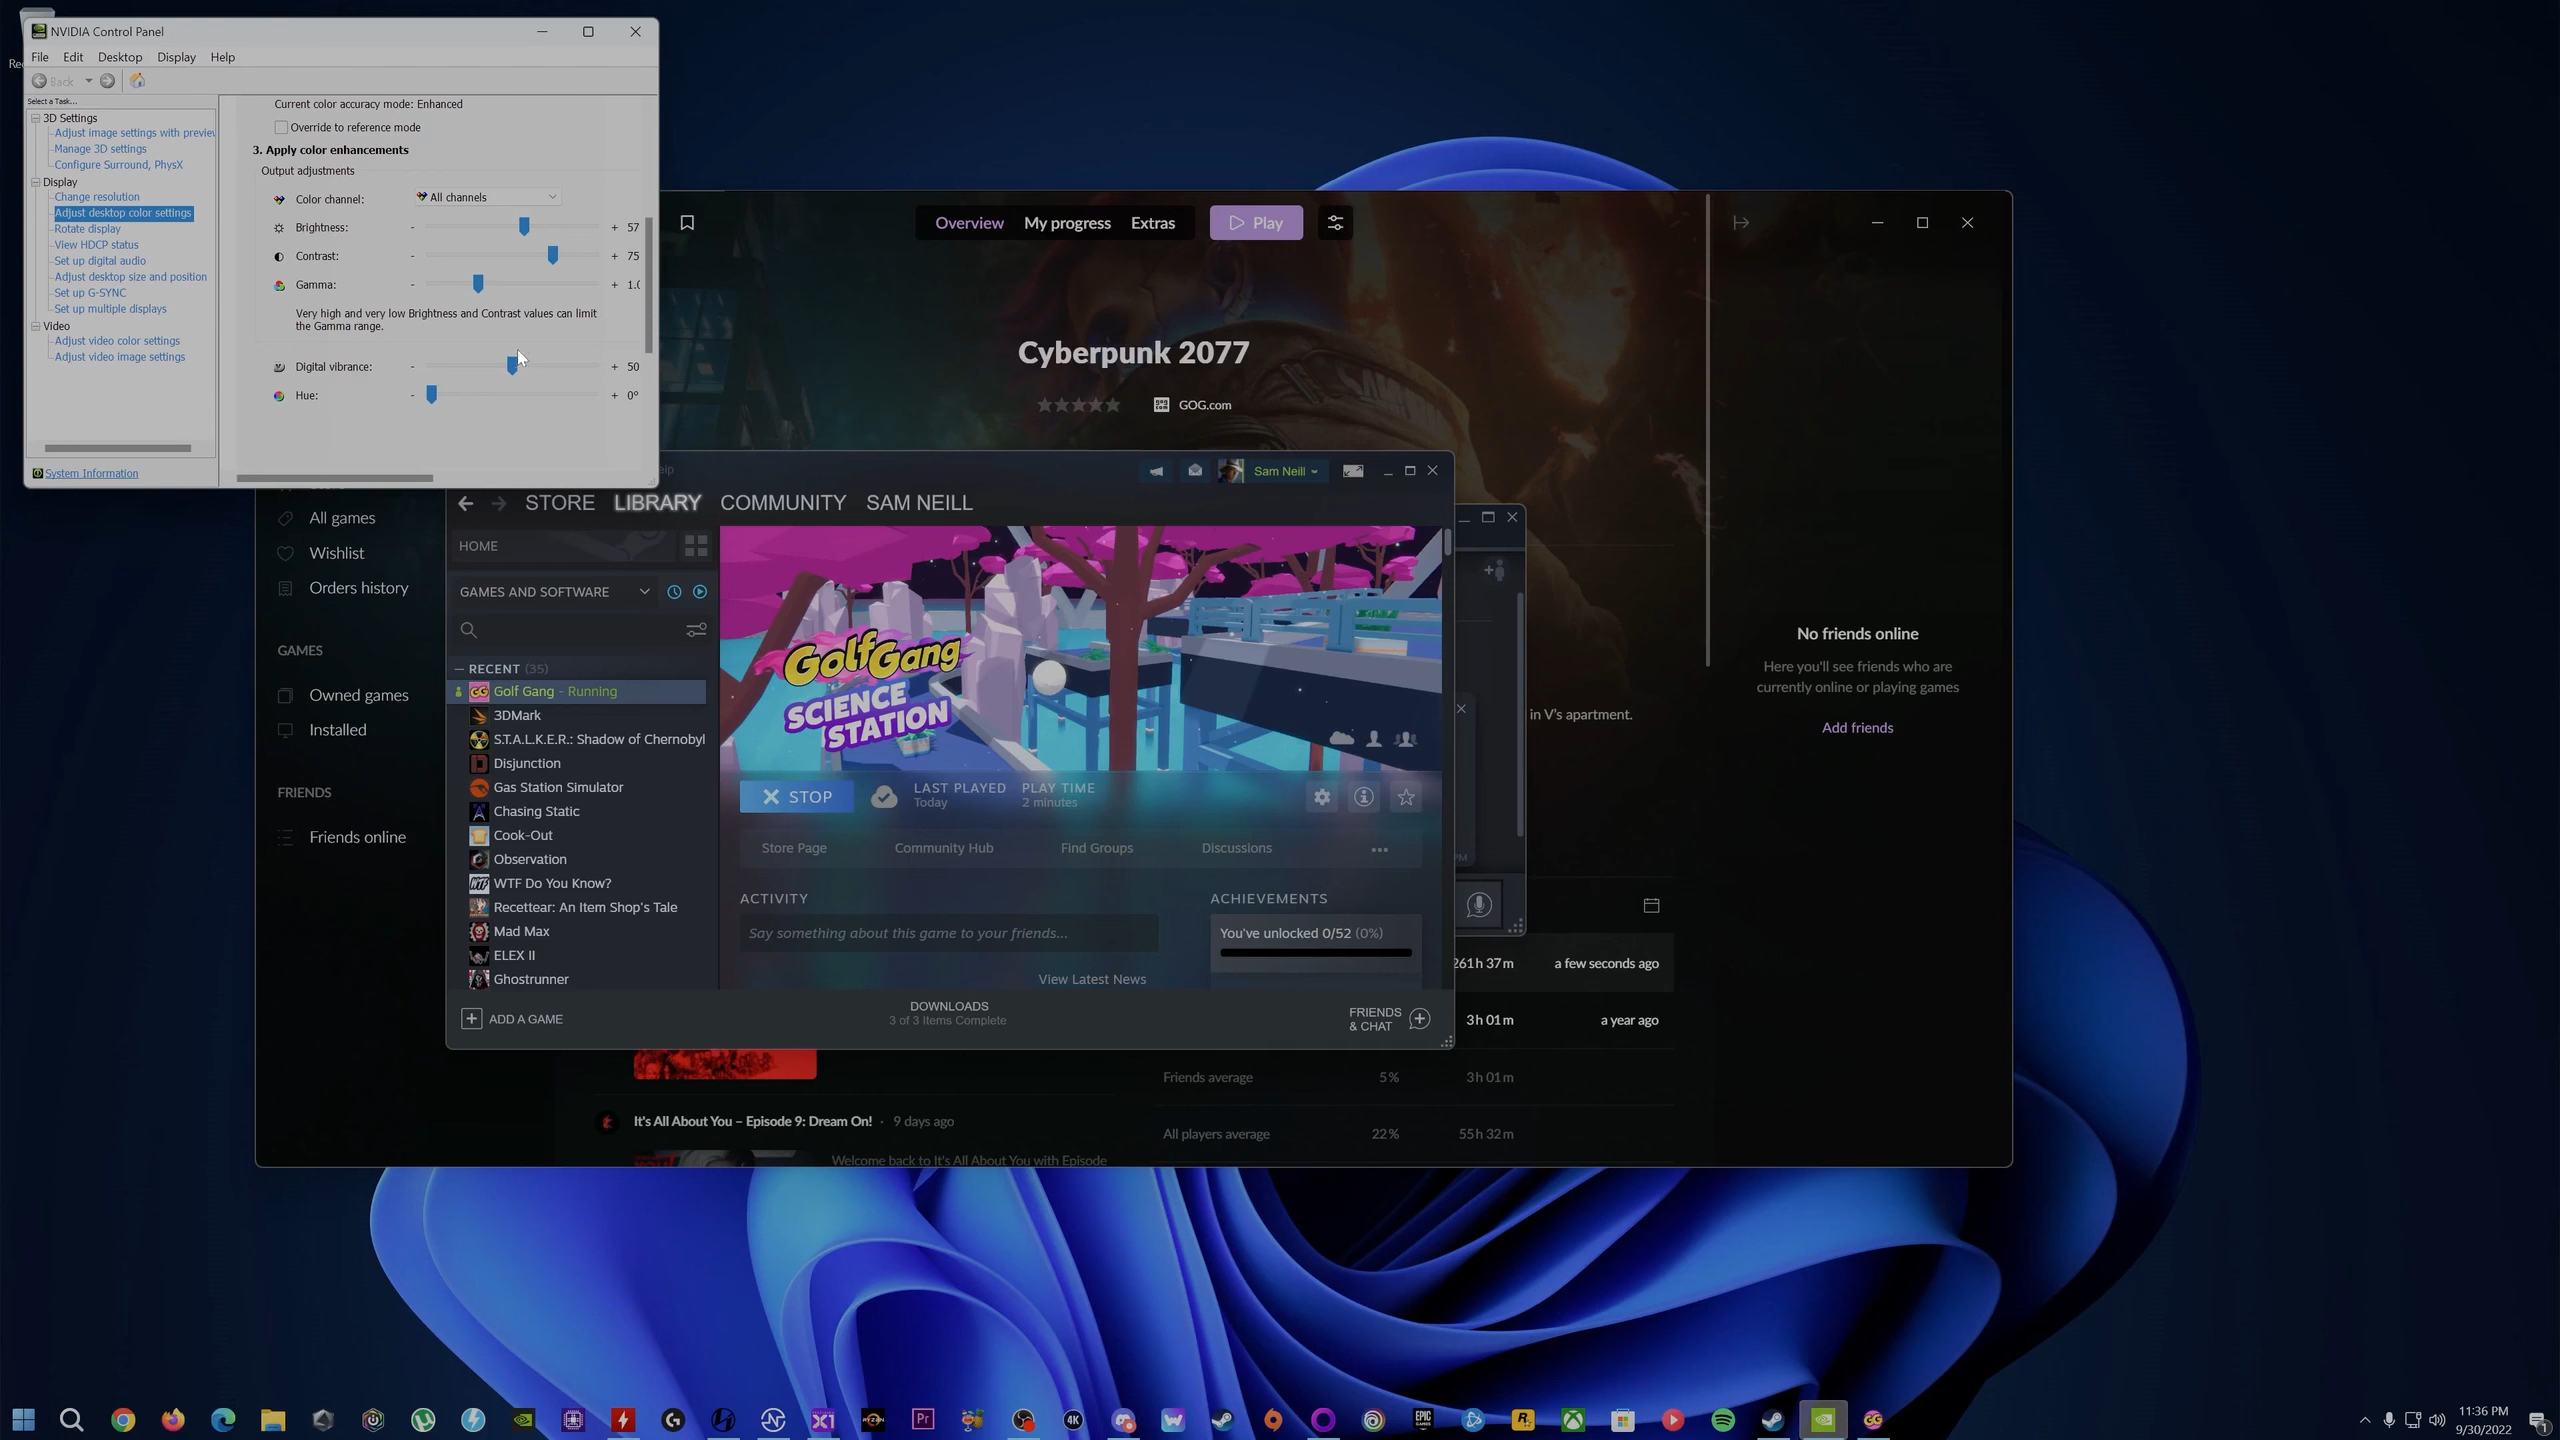 Rec
NVIDIA Control Panel
File Edit Desktop Display Help
Back
Select a Task...
3D Settings
Adjust image settings with preview
Manage 3D settings
Configure Surround, PhysX
Display
Change resolution
Adjust desktop color settings
Rotate display
View HDCP status
Set up digital audio
Adjust desktop size and position
Set up G-SYNC
Set up multiple displays
Video
Adjust video color settings
Adjust video image settings
System Information
Current color accuracy mode: Enhanced
Override to reference mode
3. Apply color enhancements
Output adjustments
Color channel: All channels
Brightness: - + 57
Contrast: - + 75
Gamma: - + 1.0
Very high and very low Brightness and Contrast values can limit
the Gamma range.
Digital vibrance: - + 50
Hue: - + 0°
Overview My progress Extras Play
Cyberpunk 2077
GOG.com
All games
Wishlist
Orders history
GAMES
Owned games
Installed
FRIENDS
Friends online
elp
Sam Neill
STORE LIBRARY COMMUNITY SAM NEILL
HOME
GAMES AND SOFTWARE
RECENT (35)
Golf Gang - Running
3DMark
S.T.A.L.K.E.R.: Shadow of Chernobyl
Disjunction
Gas Station Simulator
Chasing Static
Cook-Out
Observation
WTF Do You Know?
Recettear: An Item Shop's Tale
Mad Max
ELEX II
Ghostrunner
GolfGang
SCIENCE
STATION
STOP
LAST PLAYED
Today
PLAY TIME
2 minutes
Store Page Community Hub Find Groups Discussions
ACTIVITY
Say something about this game to your friends...
View Latest News
ACHIEVEMENTS
You've unlocked 0/52 (0%)
ADD A GAME
DOWNLOADS
3 of 3 Items Complete
FRIENDS
& CHAT
PM
in V's apartment.
No friends online
Here you'll see friends who are
currently online or playing games
Add friends
261h 37m a few seconds ago
3h 01m a year ago
Friends average 5% 3h 01m
All players average 22% 55h 32m
It's All About You – Episode 9: Dream On! · 9 days ago
Welcome back to It's All About You with Episode
11:36 PM
9/30/2022
1